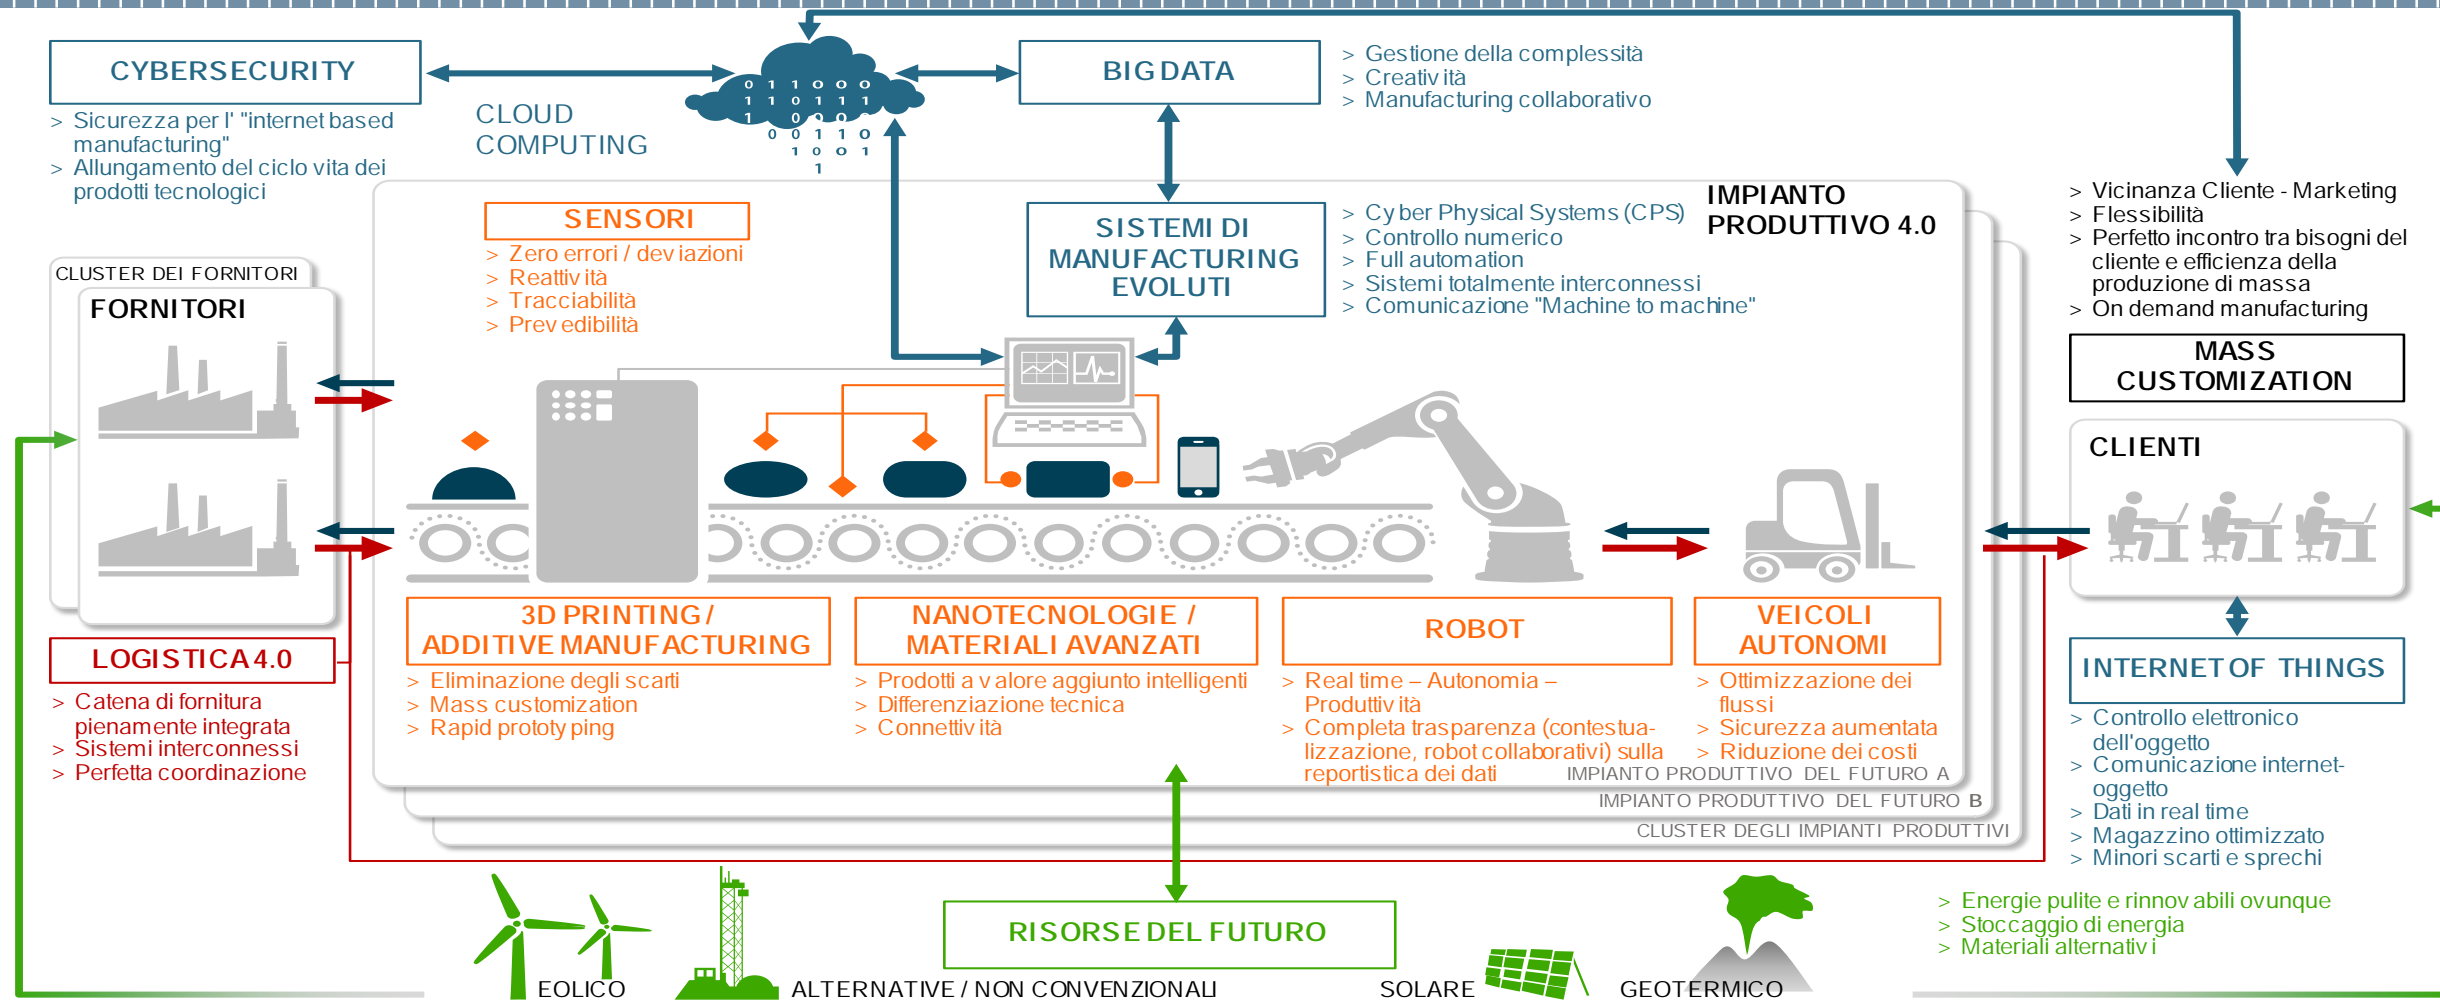 CYBERSECURITY
> Sicurezza per l' "internet based
manufacturing"
> Allungamento del ciclo vita dei
prodotti tecnologici
CLOUD
COMPUTING
0 1 1 0 0 0
BIG DATA
> Gestione della complessità
> Creatività
> Manufacturing collaborativo
IMPIANTO
PRODUTTIVO 4.0
SENSORI
> Zero errori / deviazioni
> Reattività
> Tracciabilità
> Prevedibilità
SISTEMI DI
MANUFACTURING
EVOLUTI
> Cyber Physical Systems (CPS)
> Controllo numerico
> Full automation
> Sistemi totalmente interconnessi
> Comunicazione "Machine to machine"
> Vicinanza Cliente - Marketing
> Flessibilità
> Perfetto incontro tra bisogni del
cliente e efficienza della
produzione di massa
> On demand manufacturing
MASS
CUSTOMIZATION
CLUSTER DEI FORNITORI
FORNITORI
CLIENTI
LOGISTICA 4.0
> Catena di fornitura
pienamente integrata
> Sistemi interconnessi
> Perfetta coordinazione
3D PRINTING /
ADDITIVE MANUFACTURING
> Eliminazione degli scarti
> Mass customization
> Rapid prototyping
NANOTECNOLOGIE /
MATERIALI AVANZATI
> Prodotti a valore aggiunto intelligenti
> Differenziazione tecnica
> Connettività
ROBOT
> Real time – Autonomia –
Produttività
> Completa trasparenza (contestua-
lizzazione, robot collaborativi) sulla
reportistica dei dati
VEICOLI
AUTONOMI
> Ottimizzazione dei
flussi
> Sicurezza aumentata
> Riduzione dei costi
IMPIANTO PRODUTTIVO DEL FUTURO A
IMPIANTO PRODUTTIVO DEL FUTURO B
CLUSTER DEGLI IMPIANTI PRODUTTIVI
INTERNET OF THINGS
> Controllo elettronico
dell'oggetto
> Comunicazione internet-
oggetto
> Dati in real time
> Magazzino ottimizzato
> Minori scarti e sprechi
RISORSE DEL FUTURO
> Energie pulite e rinnovabili ovunque
> Stoccaggio di energia
> Materiali alternativi
EOLICO
ALTERNATIVE / NON CONVENZIONALI
SOLARE
GEOTERMICO